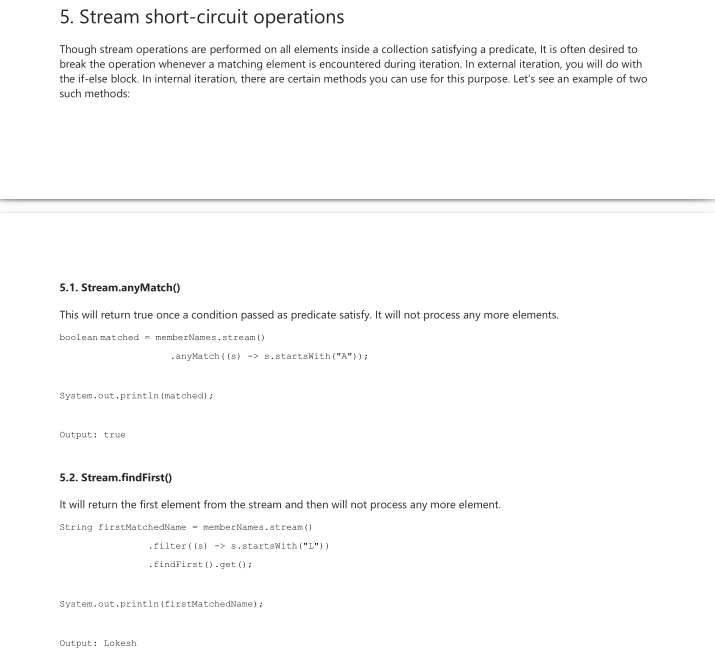 5. Stream short-circuit operations
Though stream operations are performed on all elements inside a collection satisfying a predicate, It is often desired to
break the operation whenever a matching element is encountered during iteration. In external iteration, you will do with
the if-else block. In internal iteration, there are certain methods you can use for this purpose. Let's see an example of two
such methods:
5.1. Stream.anyMatch()
This will return true once a condition passed as predicate satisfy. It will not process any more elements.
boolean matched = memberNames.stream()
.anyMatch((s) -> s.startsWith("A"));
System.out.println(matched);
Output: true
5.2. Stream.findFirst()
It will return the first element from the stream and then will not process any more element.
String firstMatchedName = memberNames.stream()
.filter((s) -> s.startsWith("L"))
.findFirst().get();
System.out.println(firstMatchedName);
Output: Lokesh